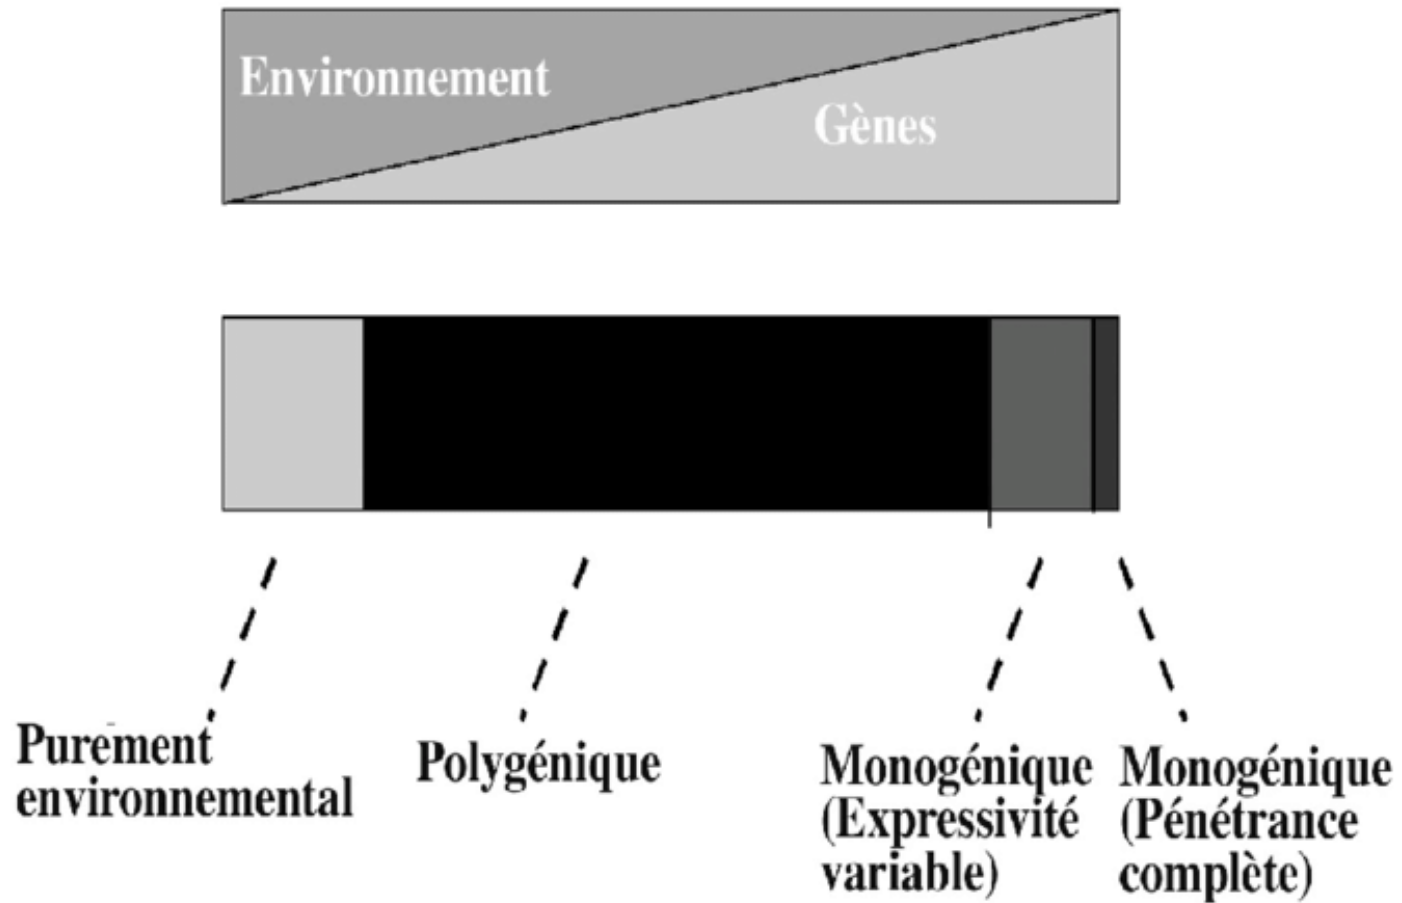 Environnement
Gènes
Purement
environnemental
Polygénique
Monogénique
(Expressivité
variable)
Monogénique
(Pénétrance
complète)